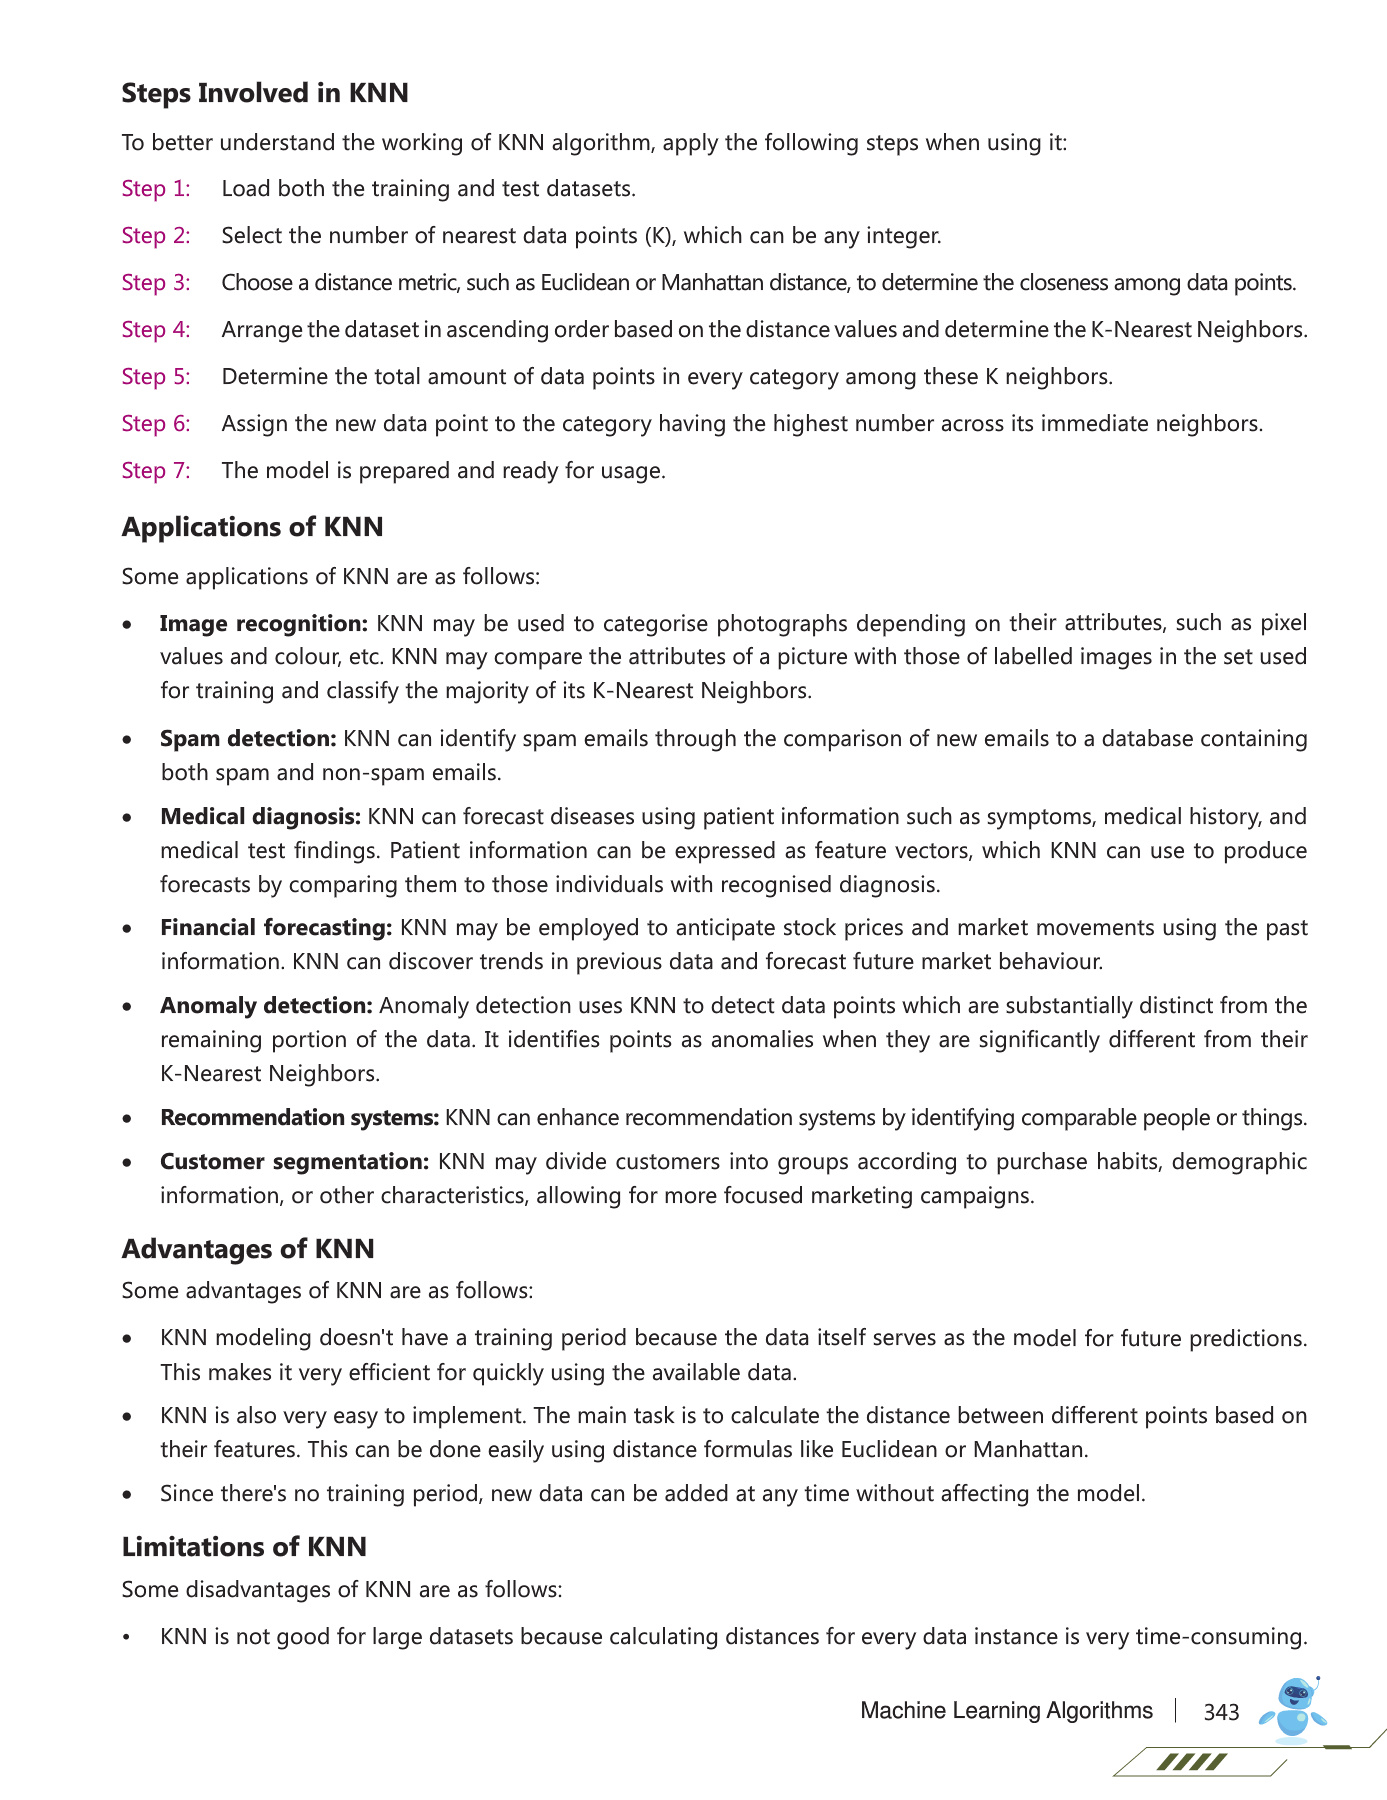 Steps Involved in KNN
To better understand the working of KNN algorithm, apply the following steps when using it:
Step 1: Load both the training and test datasets.
Step 2: Select the number of nearest data points (K), which can be any integer.
Step 3: Choose a distance metric, such as Euclidean or Manhattan distance, to determine the closeness among data points.
Step 4: Arrange the dataset in ascending order based on the distance values and determine the K-Nearest Neighbors.
Step 5: Determine the total amount of data points in every category among these K neighbors.
Step 6: Assign the new data point to the category having the highest number across its immediate neighbors.
Step 7: The model is prepared and ready for usage.
Applications of KNN
Some applications of KNN are as follows:
• Image recognition: KNN may be used to categorise photographs depending on their attributes, such as pixel
values and colour, etc. KNN may compare the attributes of a picture with those of labelled images in the set used
for training and classify the majority of its K-Nearest Neighbors.
• Spam detection: KNN can identify spam emails through the comparison of new emails to a database containing
both spam and non-spam emails.
• Medical diagnosis: KNN can forecast diseases using patient information such as symptoms, medical history, and
medical test findings. Patient information can be expressed as feature vectors, which KNN can use to produce
forecasts by comparing them to those individuals with recognised diagnosis.
• Financial forecasting: KNN may be employed to anticipate stock prices and market movements using the past
information. KNN can discover trends in previous data and forecast future market behaviour.
• Anomaly detection: Anomaly detection uses KNN to detect data points which are substantially distinct from the
remaining portion of the data. It identifies points as anomalies when they are significantly different from their
K-Nearest Neighbors.
• Recommendation systems: KNN can enhance recommendation systems by identifying comparable people or things.
• Customer segmentation: KNN may divide customers into groups according to purchase habits, demographic
information, or other characteristics, allowing for more focused marketing campaigns.
Advantages of KNN
Some advantages of KNN are as follows:
• KNN modeling doesn't have a training period because the data itself serves as the model for future predictions.
This makes it very efficient for quickly using the available data.
• KNN is also very easy to implement. The main task is to calculate the distance between different points based on
their features. This can be done easily using distance formulas like Euclidean or Manhattan.
• Since there's no training period, new data can be added at any time without affecting the model.
Limitations of KNN
Some disadvantages of KNN are as follows:
• KNN is not good for large datasets because calculating distances for every data instance is very time-consuming.
Machine Learning Algorithms 343